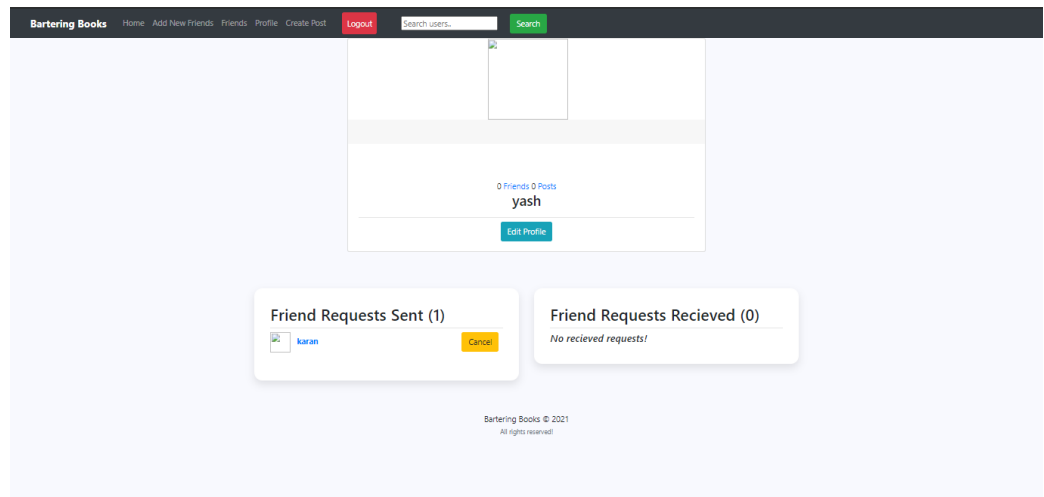 Bartering Books Home Add New Friends Friends Profile Create Post Logout Search users.. Search
0 Friends 0 Posts
yash
Edit Profile
Friend Requests Sent (1)
karan Cancel
Friend Requests Recieved (0)
No recieved requests!
Bartering Books © 2021
All rights reserved!